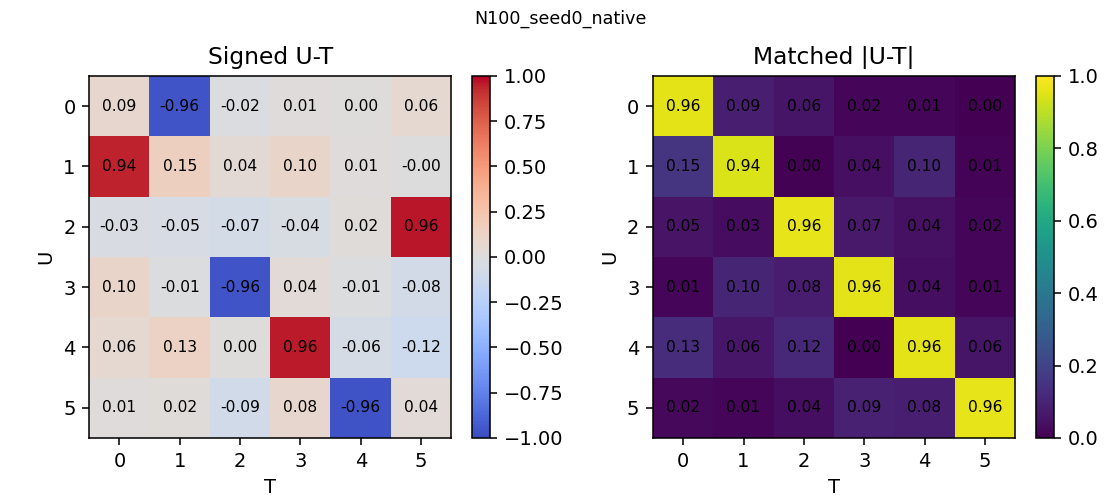 N100_seed0_native
Signed U-T
Matched |U-T|
0 0.09 -0.96 -0.02 0.01 0.00 0.06
1 0.94 0.15 0.04 0.10 0.01 -0.00
2 -0.03 -0.05 -0.07 -0.04 0.02 0.96
3 0.10 -0.01 -0.96 0.04 -0.01 -0.08
4 0.06 0.13 0.00 0.96 -0.06 -0.12
5 0.01 0.02 -0.09 0.08 -0.96 0.04
0 1 2 3 4 5
T
U
1.00
0.75
0.50
0.25
0.00
−0.25
−0.50
−0.75
−1.00
0 0.96 0.09 0.06 0.02 0.01 0.00
1 0.15 0.94 0.00 0.04 0.10 0.01
2 0.05 0.03 0.96 0.07 0.04 0.02
3 0.01 0.10 0.08 0.96 0.04 0.01
4 0.13 0.06 0.12 0.00 0.96 0.06
5 0.02 0.01 0.04 0.09 0.08 0.96
0 1 2 3 4 5
T
U
1.0
0.8
0.6
0.4
0.2
0.0